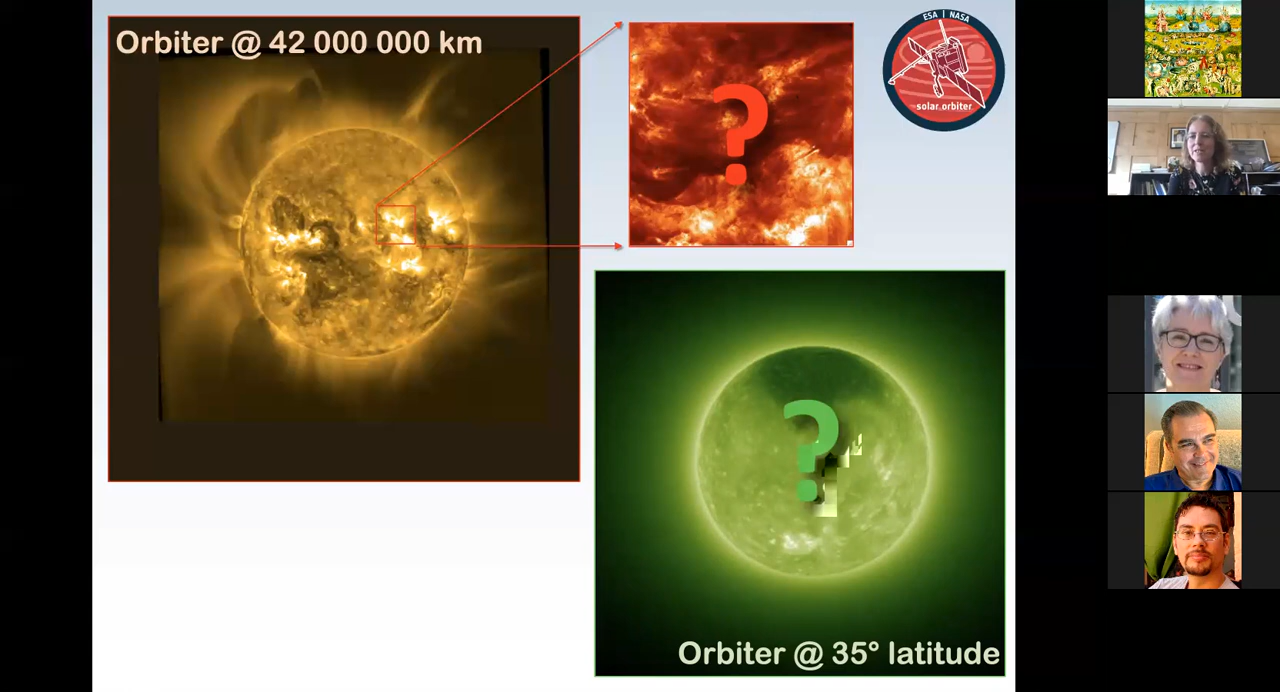 Orbiter @ 42 000 000 km
?
ESA | NASA
solar orbiter
?
Orbiter @ 35° latitude